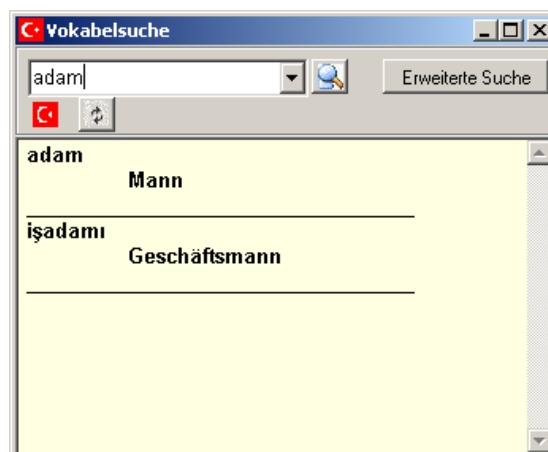 Vokabelsuche
adam
Erweiterte Suche
adam
Mann
işadamı
Geschäftsmann